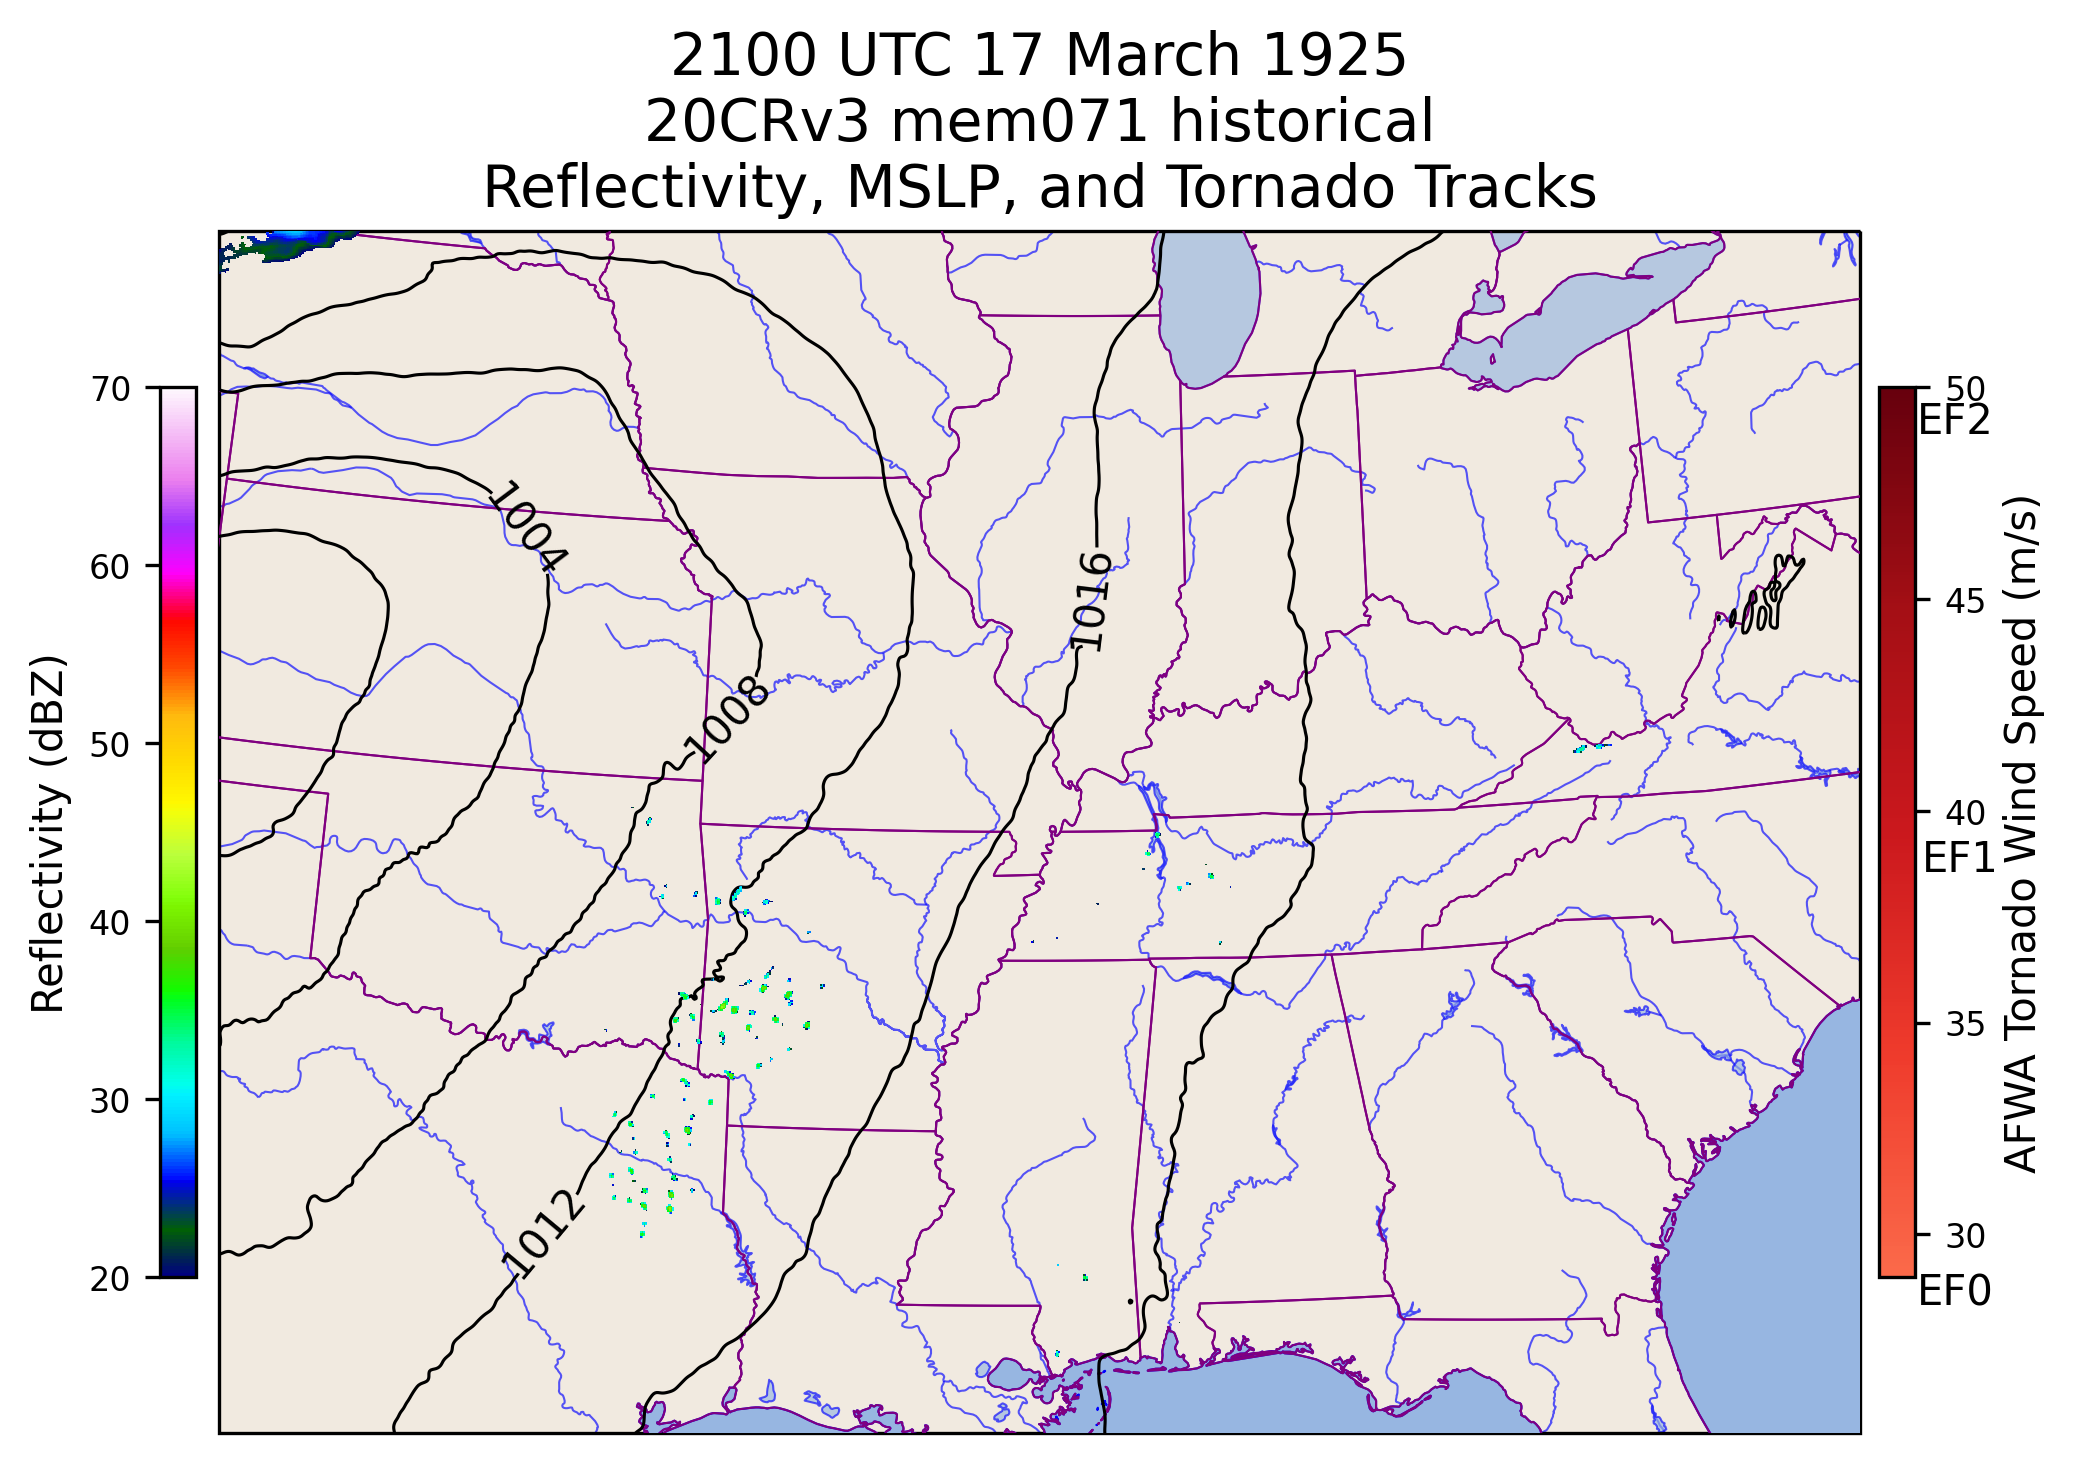 2100 UTC 17 March 1925
20CRv3 mem071 historical
Reflectivity, MSLP, and Tornado Tracks
Reflectivity (dBZ)
70
60
50
40
30
20
1004
1008
1012
1016
50
EF2
45
40
EF1
35
30
EF0
AFWA Tornado Wind Speed (m/s)